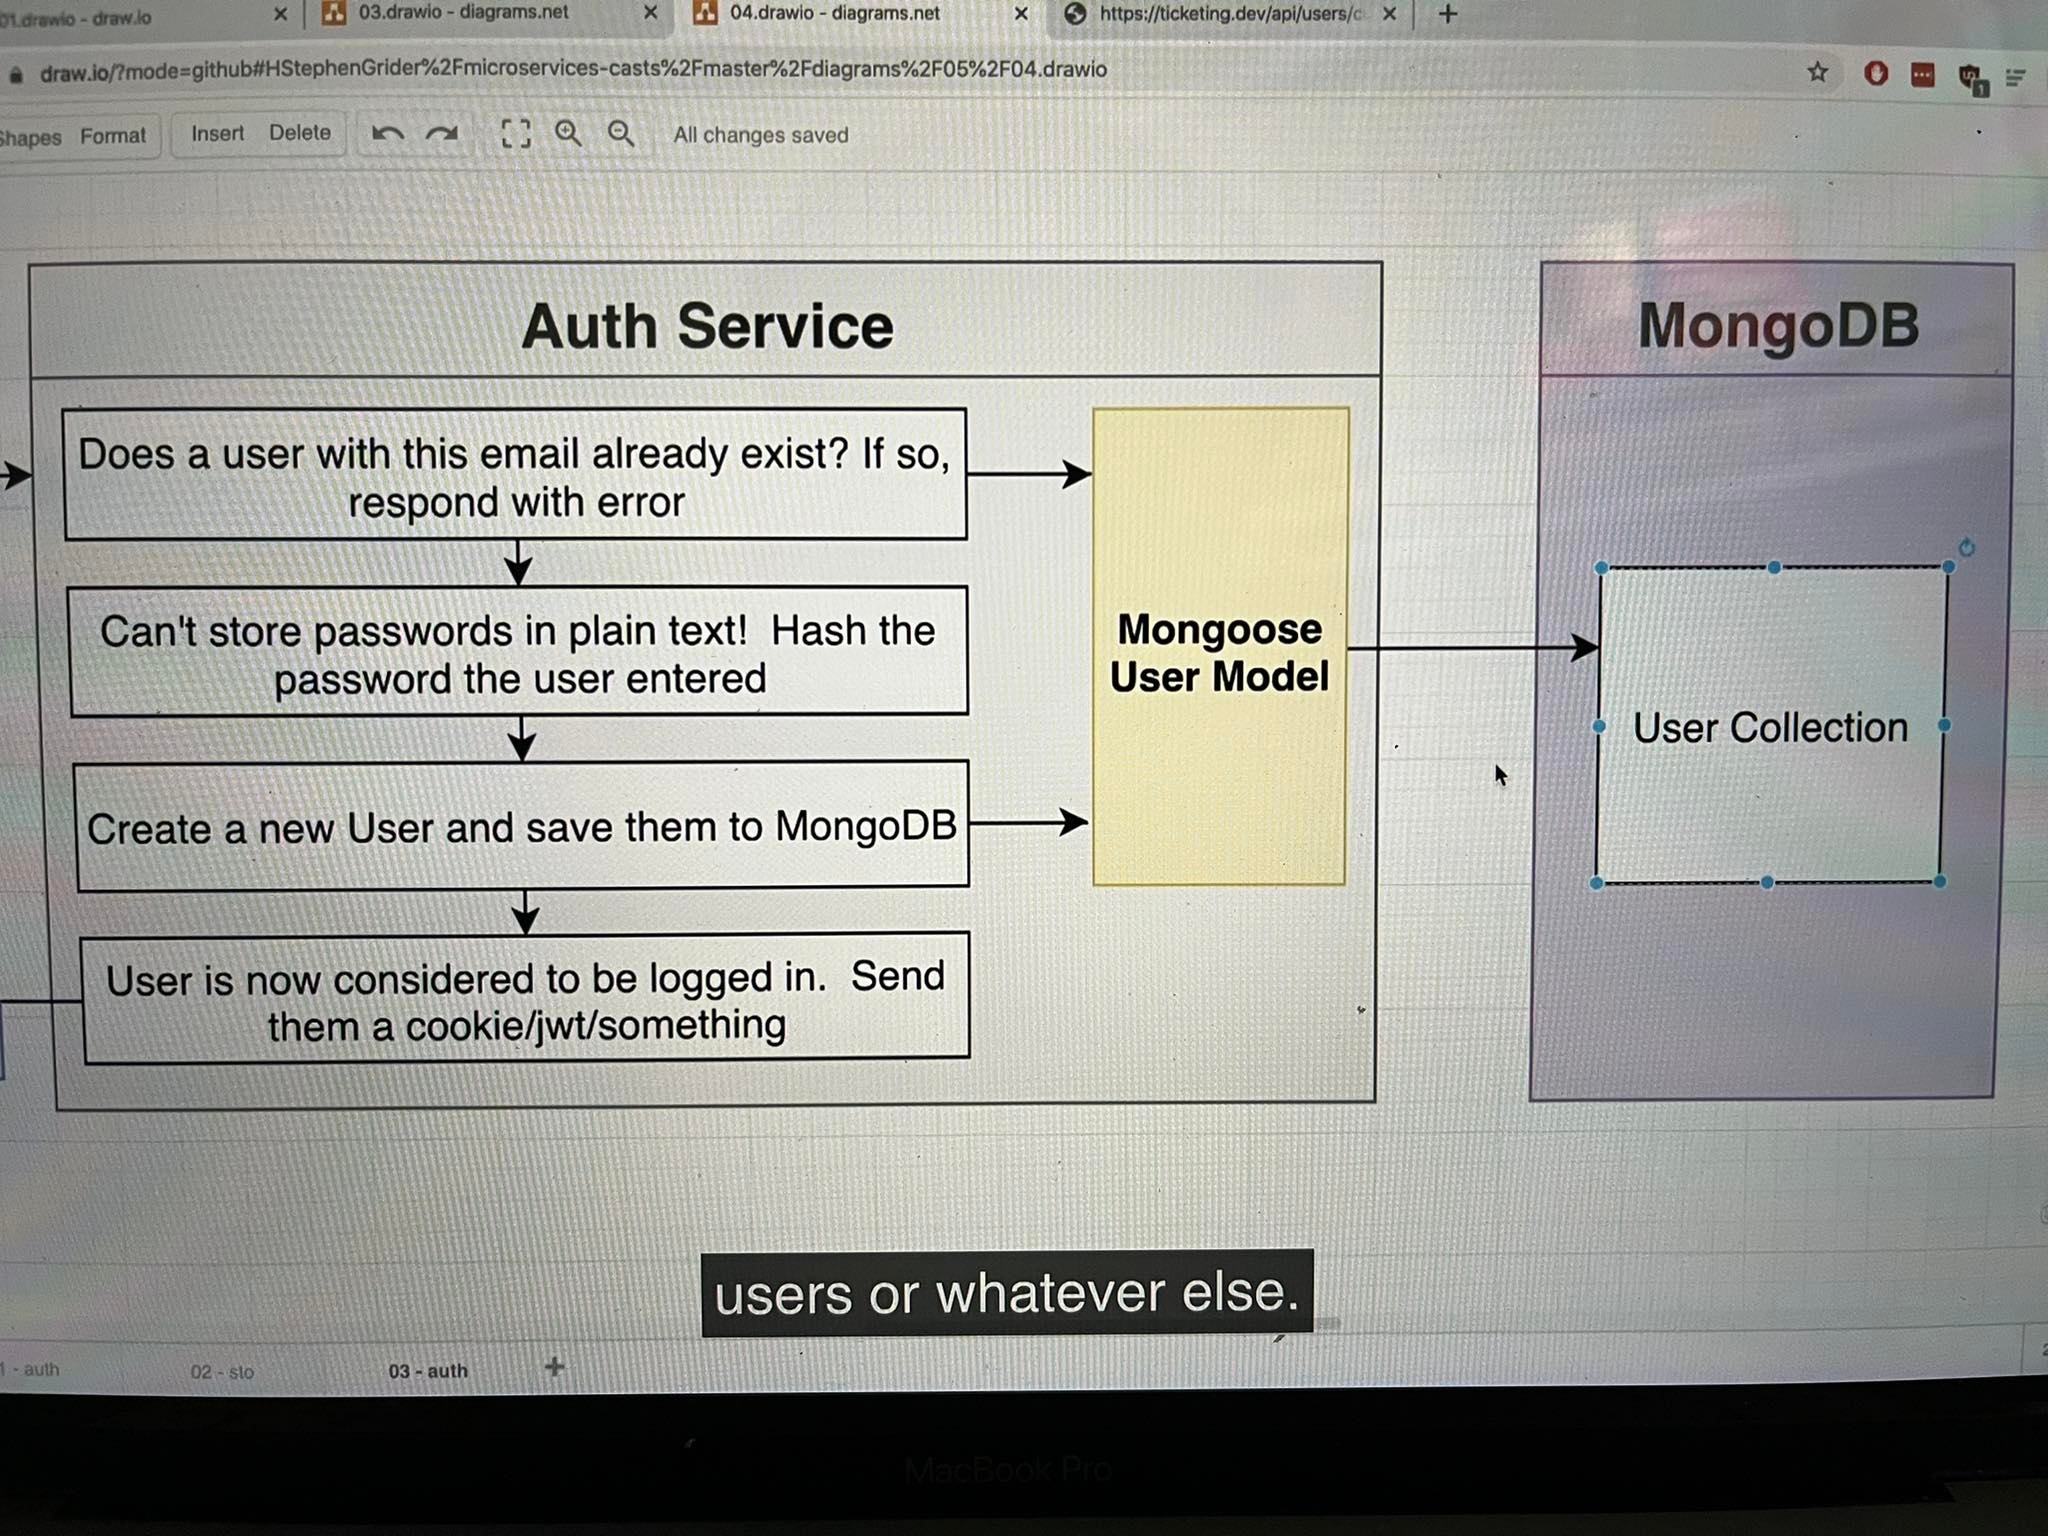 01.drawio - draw.io
03.drawio - diagrams.net
04.drawio - diagrams.net
https://ticketing.dev/api/users/c
draw.io/?mode=github#HStephenGrider%2Fmicroservices-casts%2Fmaster%2Fdiagrams%2F05%2F04.drawio
1
Shapes Format Insert Delete All changes saved
Auth Service
Does a user with this email already exist? If so,
respond with error
Can't store passwords in plain text! Hash the
password the user entered
Create a new User and save them to MongoDB
User is now considered to be logged in. Send
them a cookie/jwt/something
Mongoose
User Model
MongoDB
User Collection
users or whatever else.
1 - auth
02 - sto
03 - auth
MacBook Pro